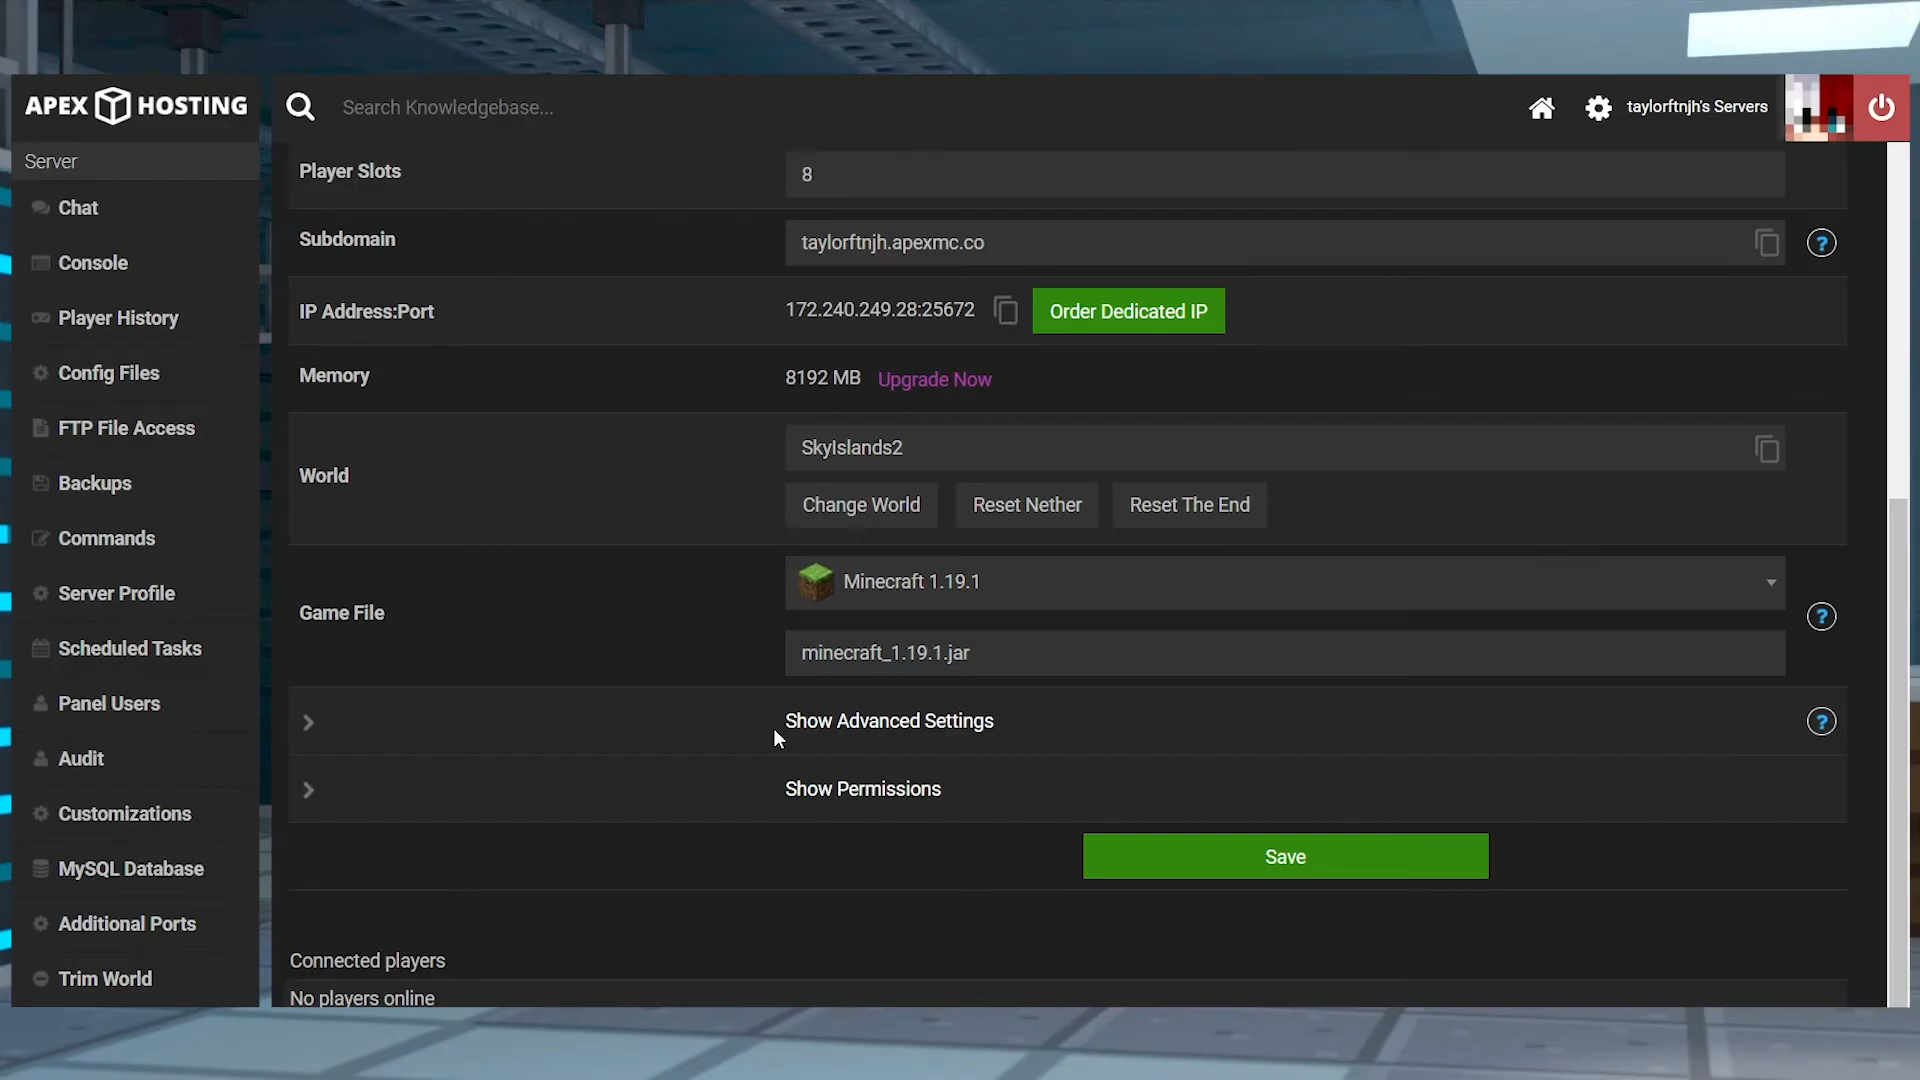 APEX HOSTING
Search Knowledgebase...
taylorftnjh's Servers
Server
Chat
Console
Player History
Config Files
FTP File Access
Backups
Commands
Server Profile
Scheduled Tasks
Panel Users
Audit
Customizations
MySQL Database
Additional Ports
Trim World
Player Slots
8
Subdomain
taylorftnjh.apexmc.co
?
IP Address:Port
172.240.249.28:25672
Order Dedicated IP
Memory
8192 MB Upgrade Now
World
SkyIslands2
Change World
Reset Nether
Reset The End
Game File
Minecraft 1.19.1
minecraft_1.19.1.jar
?
Show Advanced Settings
?
Show Permissions
Save
Connected players
No players online